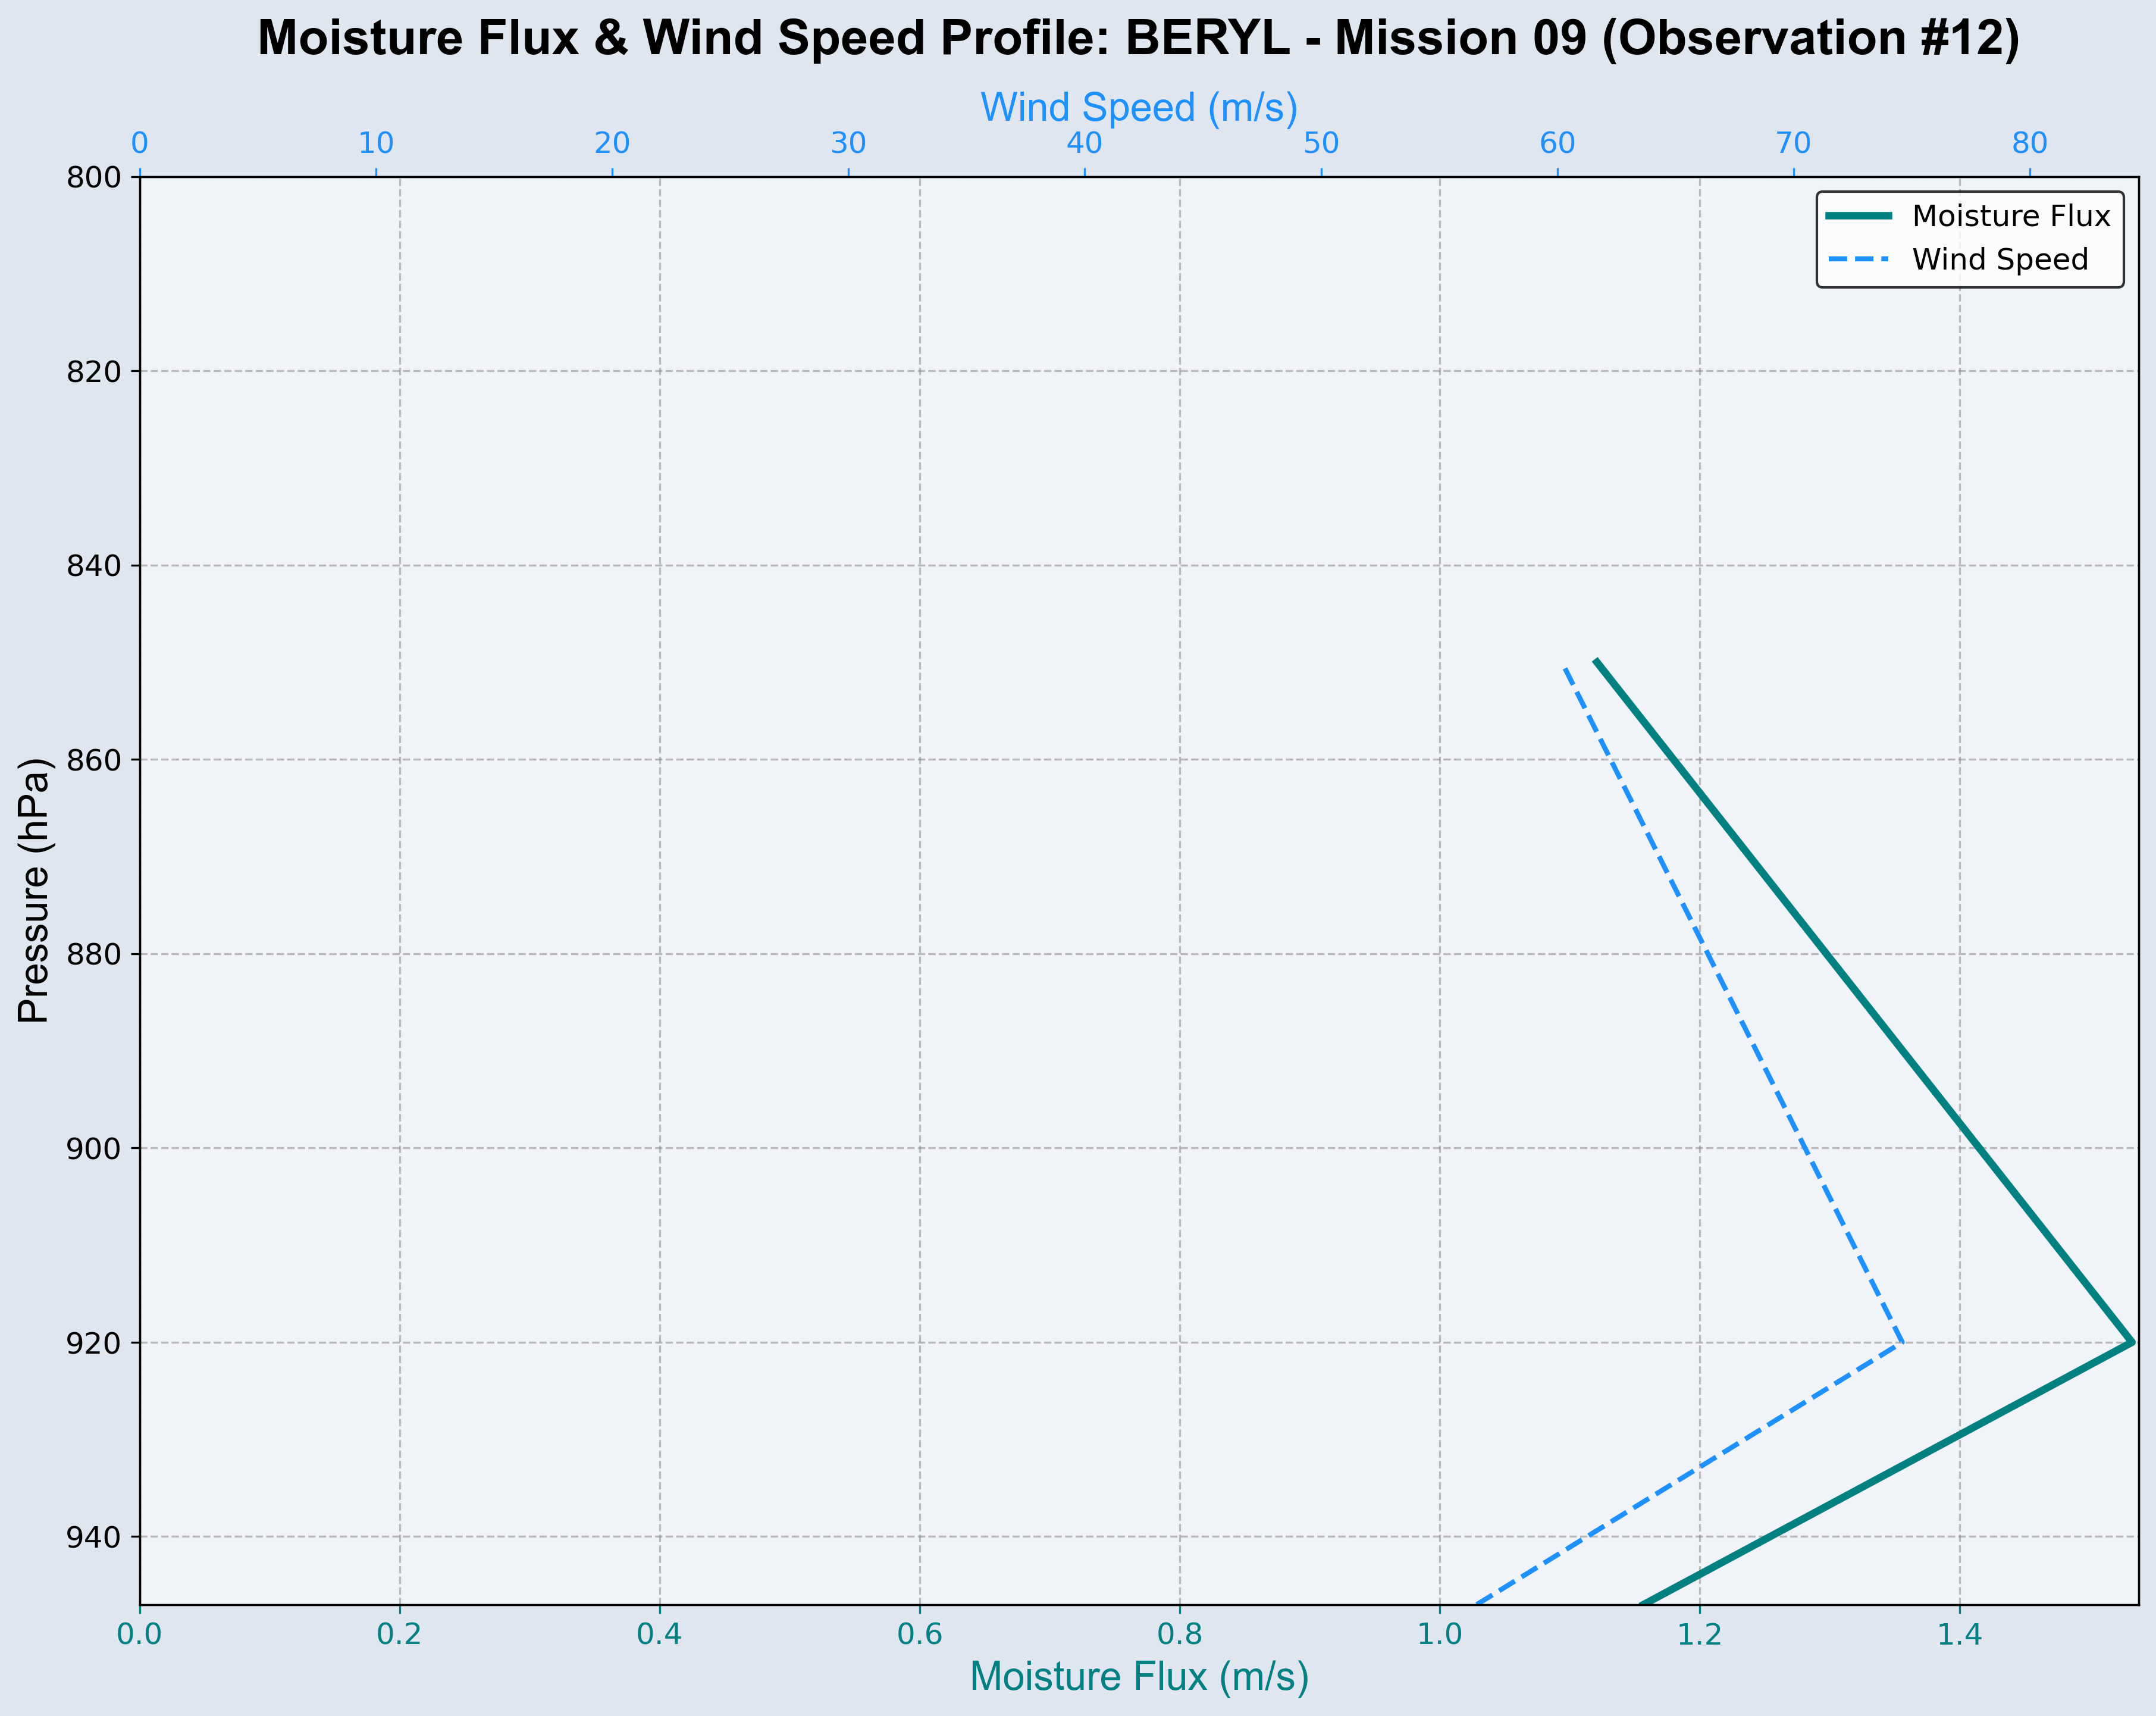 Moisture Flux & Wind Speed Profile: BERYL - Mission 09 (Observation #12)
Wind Speed (m/s)
0 10 20 30 40 50 60 70 80
Moisture Flux
Wind Speed
Pressure (hPa)
800
820
840
860
880
900
920
940
0.0 0.2 0.4 0.6 0.8 1.0 1.2 1.4
Moisture Flux (m/s)